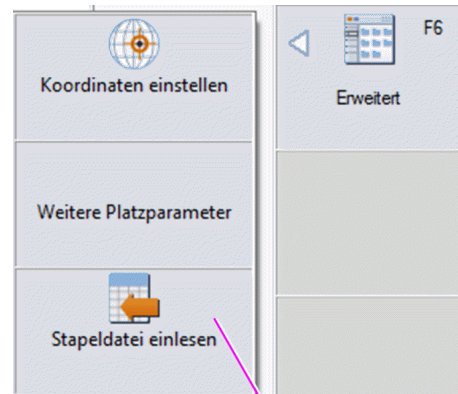 Koordinaten einstellen
F6
Erweitert
Weitere Platzparameter
Stapeldatei einlesen